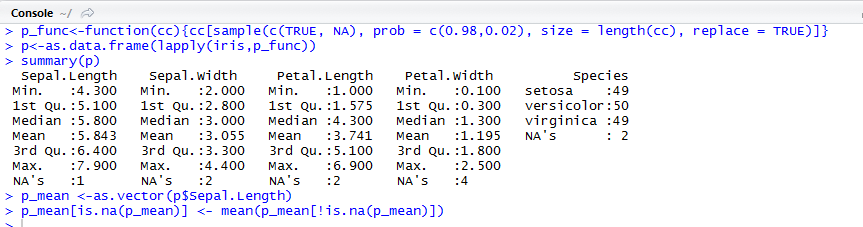 Console ~/
> p_func<-function(cc){cc[sample(c(TRUE, NA), prob = c(0.98,0.02), size = length(cc), replace = TRUE)]}
> p<-as.data.frame(lapply(iris,p_func))
> summary(p)
  Sepal.Length    Sepal.Width     Petal.Length    Petal.Width          Species
 Min.   :4.300   Min.   :2.000   Min.   :1.000   Min.   :0.100   setosa    :49
 1st Qu.:5.100   1st Qu.:2.800   1st Qu.:1.575   1st Qu.:0.300   versicolor:50
 Median :5.800   Median :3.000   Median :4.300   Median :1.300   virginica :49
 Mean   :5.843   Mean   :3.055   Mean   :3.741   Mean   :1.195   NA's      : 2
 3rd Qu.:6.400   3rd Qu.:3.300   3rd Qu.:5.100   3rd Qu.:1.800
 Max.   :7.900   Max.   :4.400   Max.   :6.900   Max.   :2.500
 NA's   :1       NA's   :2       NA's   :2       NA's   :4
> p_mean <-as.vector(p$Sepal.Length)
> p_mean[is.na(p_mean)] <- mean(p_mean[!is.na(p_mean)])
>